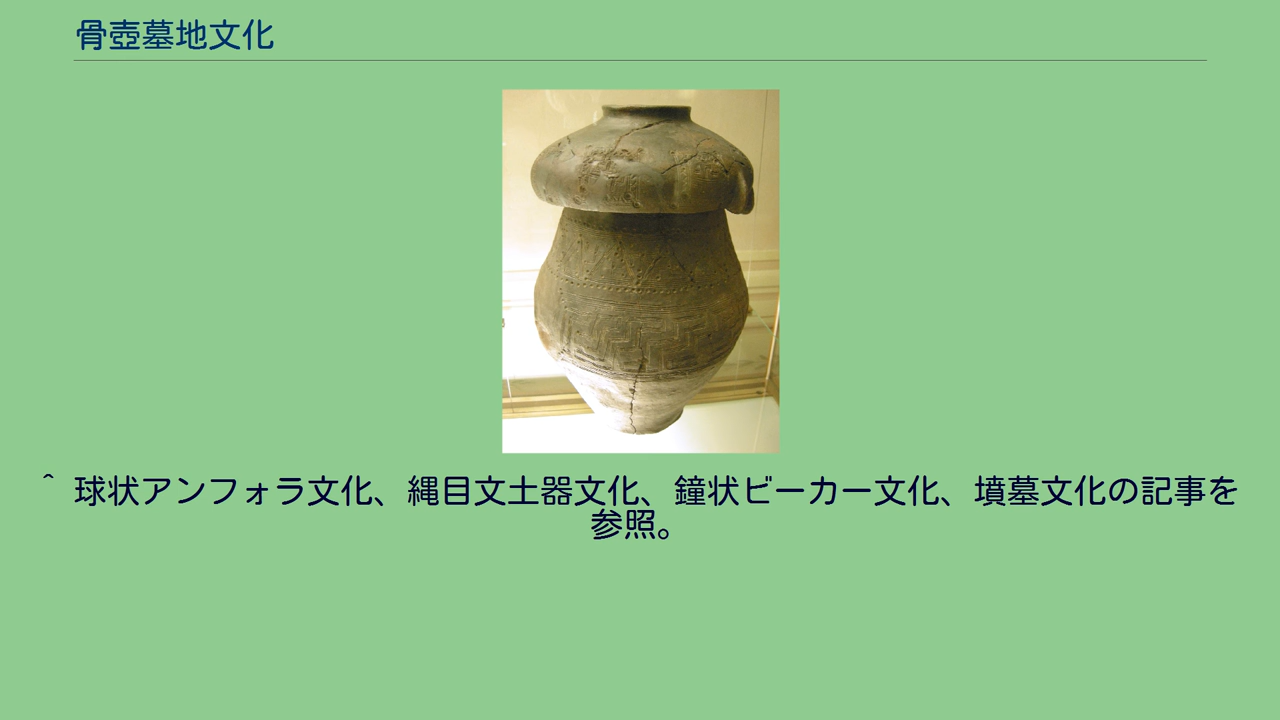 骨壺墓地文化
^ 球状アンフォラ文化、縄目文土器文化、鐘状ビーカー文化、墳墓文化の記事を
参照。